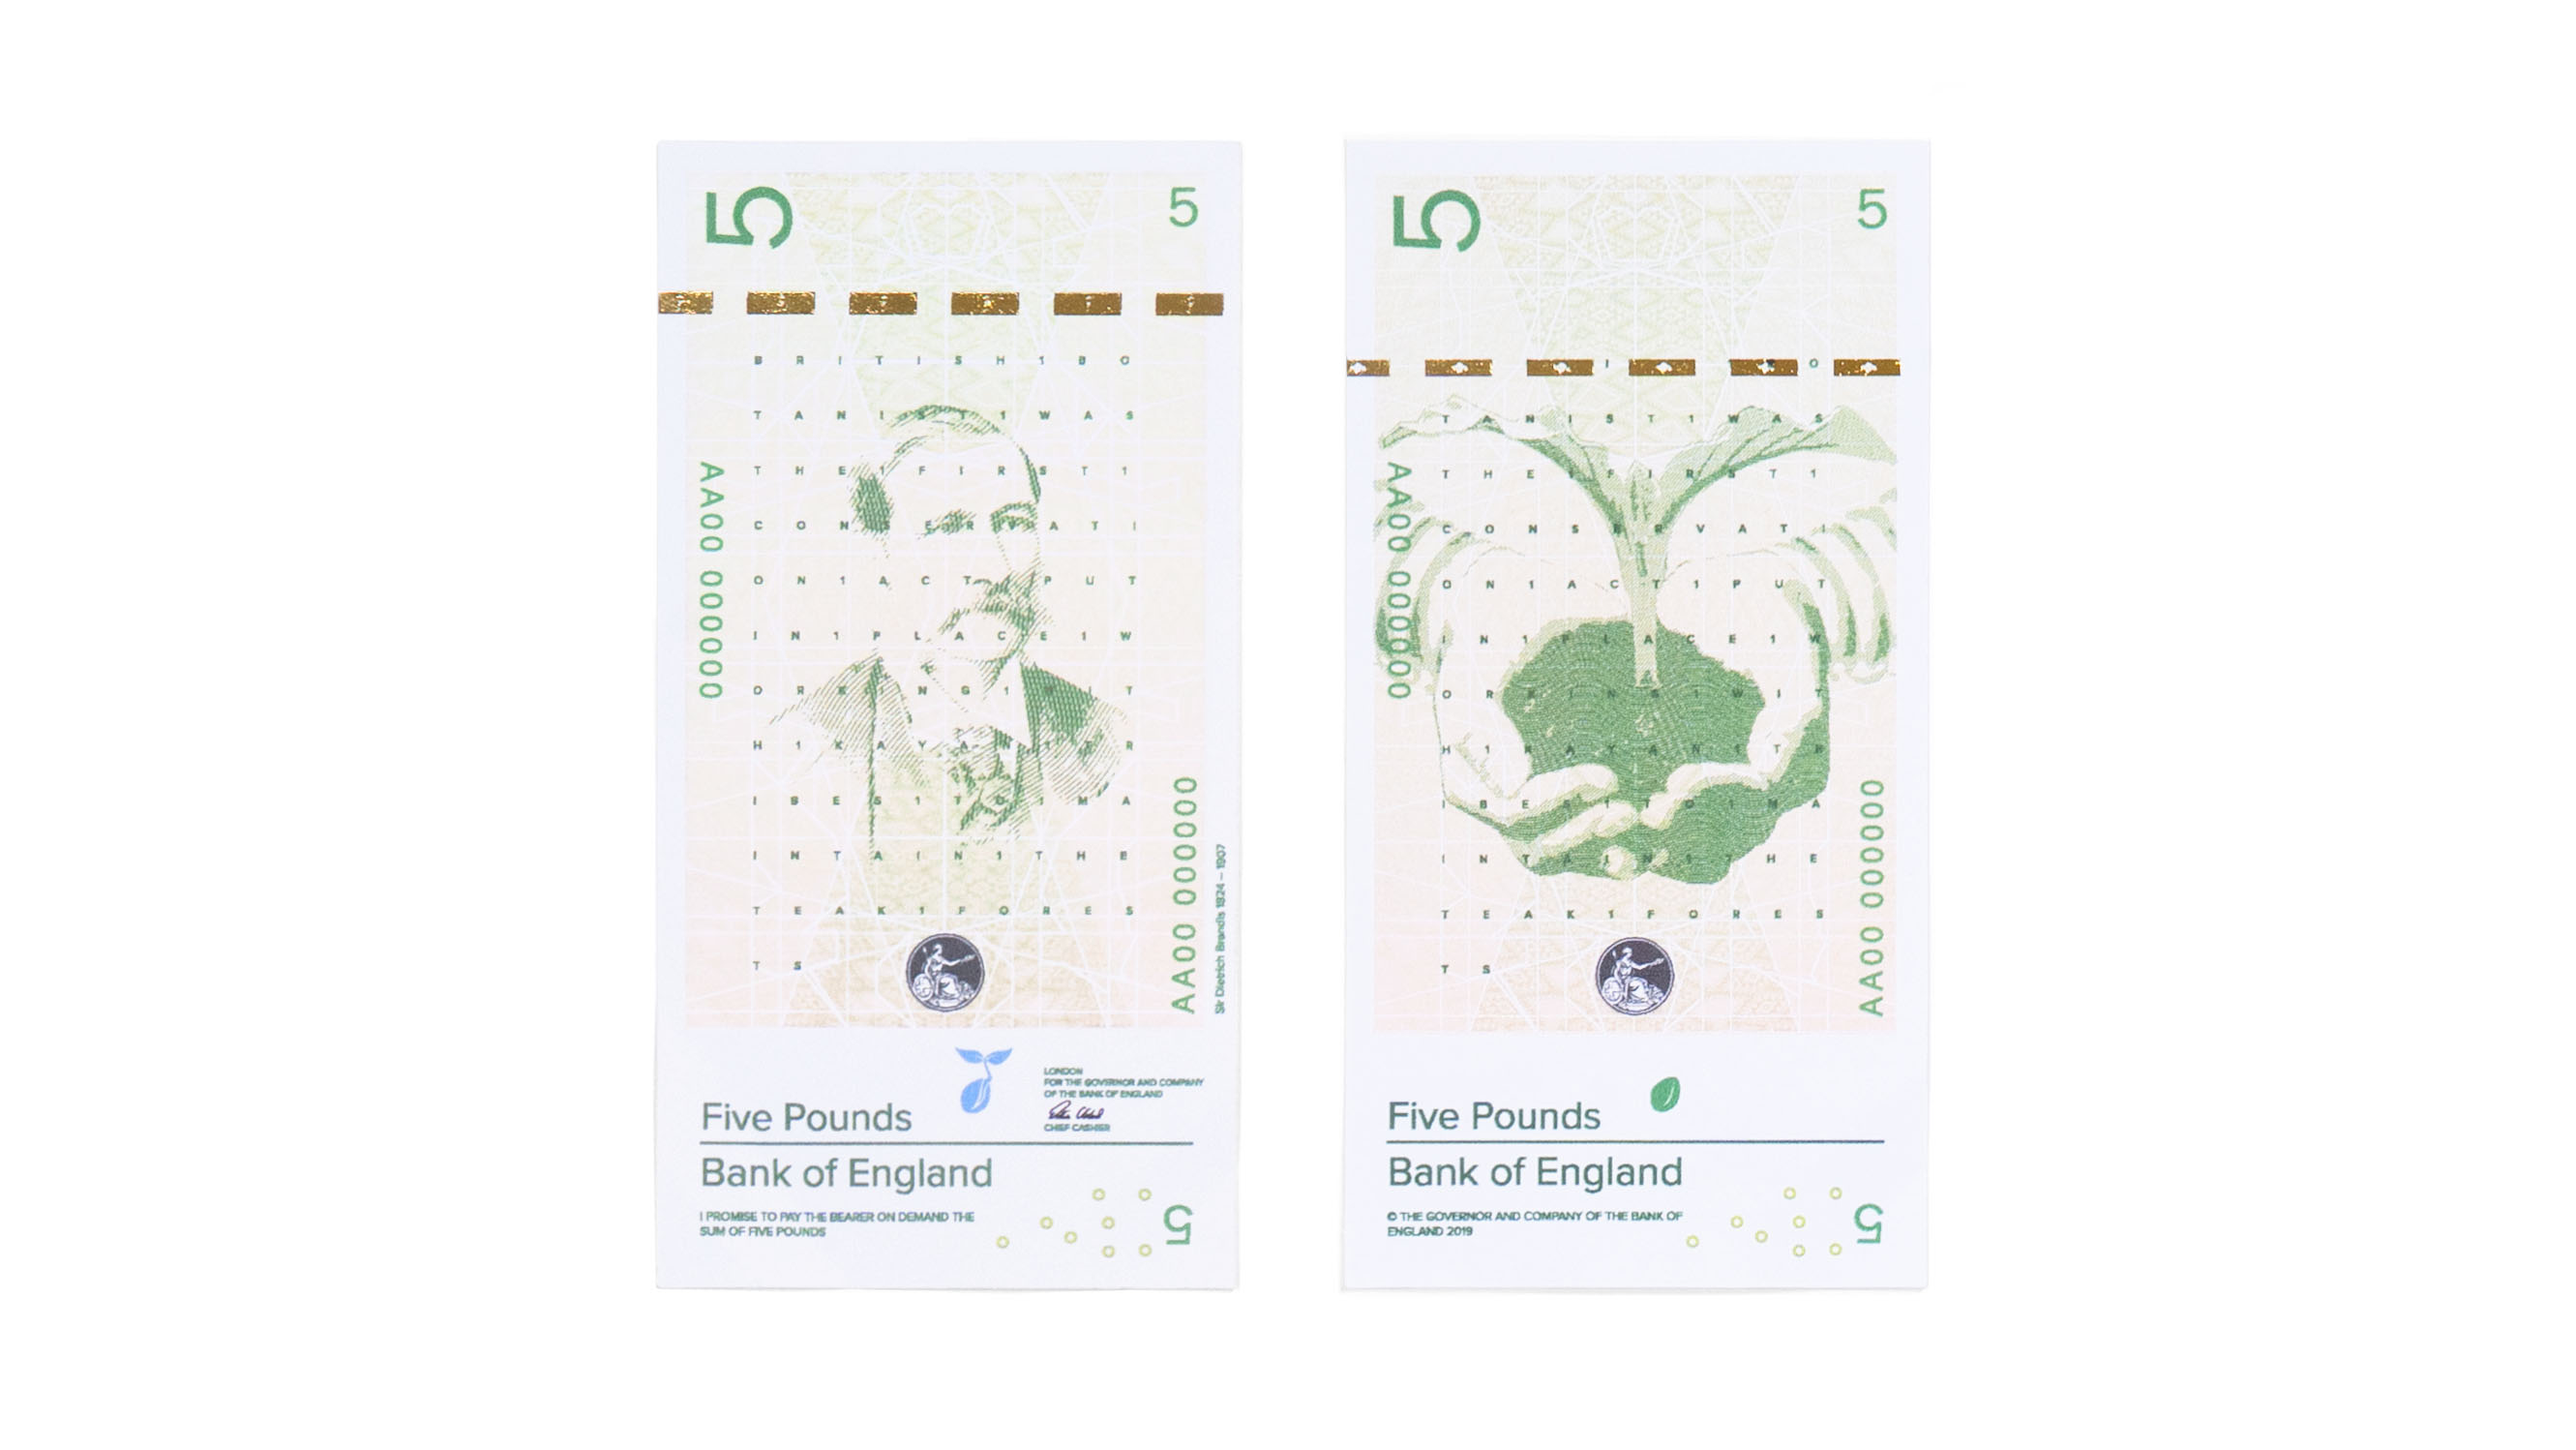 5 5
B R I T I S H 1 B O
T A N I S T 1 W A S
T H E 1 F I R S T 1
C O N S E R V A T I
O N 1 A C T 1 P U T
I N 1 P L A C E 1 W
O R K I N G 1 W I T
H 1 K A Y A N 1 T R
I B E S 1 T O 1 M A
I N T A I N 1 T H E
T E A K 1 F O R E S
T S
AA00 000000
AA00 000000
Sir Dietrich Brandis 1824 – 1907
LONDON
FOR THE GOVERNOR AND COMPANY
OF THE BANK OF ENGLAND
CHIEF CASHIER
Five Pounds
Bank of England
I PROMISE TO PAY THE BEARER ON DEMAND THE
SUM OF FIVE POUNDS
5
5 5
I O
T A N I S T 1 W A S
T H E 1 F I R S T 1
C O N S E R V A T I
O N 1 A C T 1 P U T
I N 1 P L A C E 1 W
O R K I N G 1 W I T
H 1 K A Y A N 1 T R
I B E S 1 T O 1 M A
I N T A I N 1 T H E
T E A K 1 F O R E S
T S
AA00 000000
AA00 000000
Five Pounds
Bank of England
© THE GOVERNOR AND COMPANY OF THE BANK OF
ENGLAND 2019
5